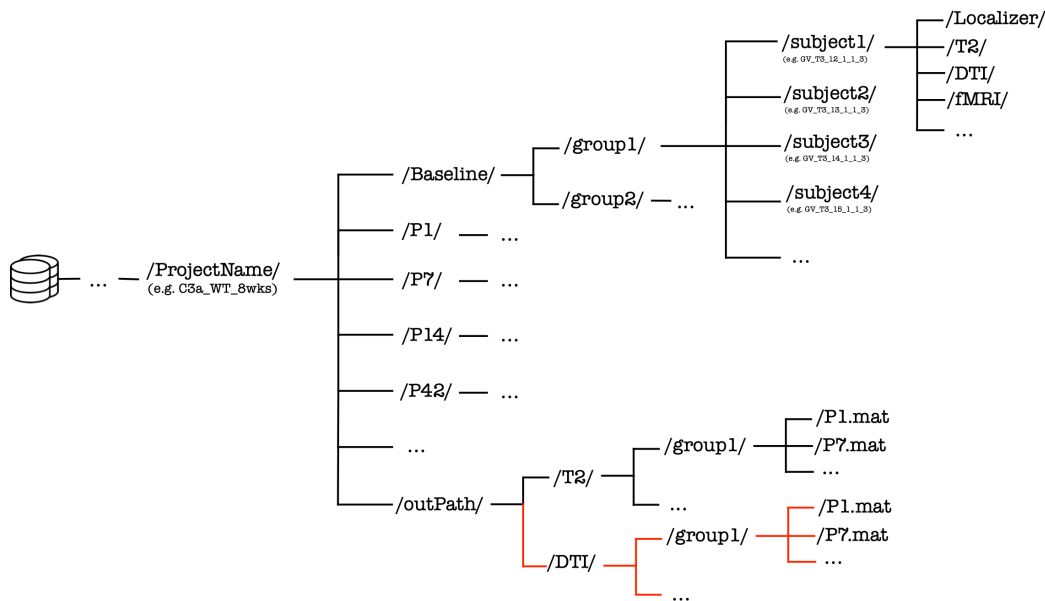 /Localizer/
/subject1/
(e.g. GV_T3_12_1_1_3)
/T2/
/DTI/
/subject2/
(e.g. GV_T3_13_1_1_3)
/fMRI/
...
/group1/
/subject3/
(e.g. GV_T3_14_1_1_3)
/Baseline/
/group2/
...
/subject4/
(e.g. GV_T3_15_1_1_3)
/P1/
...
...
...
/ProjectName/
(e.g. C3a_WT_8wks)
/P7/
...
/P14/
...
/P42/
...
/P1.mat
...
/group1/
/P7.mat
...
/T2/
/outPath/
...
/P1.mat
/group1/
/P7.mat
/DTI/
...
...